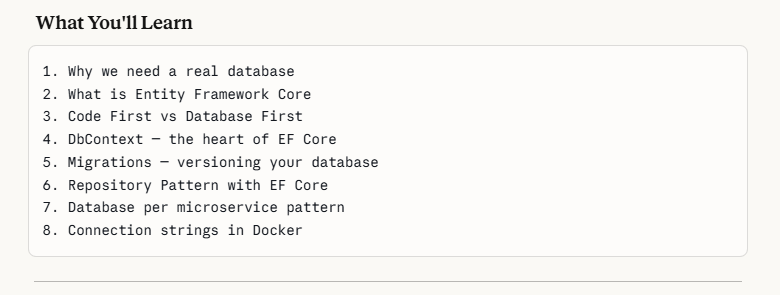 What You'll Learn
1. Why we need a real database
2. What is Entity Framework Core
3. Code First vs Database First
4. DbContext — the heart of EF Core
5. Migrations — versioning your database
6. Repository Pattern with EF Core
7. Database per microservice pattern
8. Connection strings in Docker